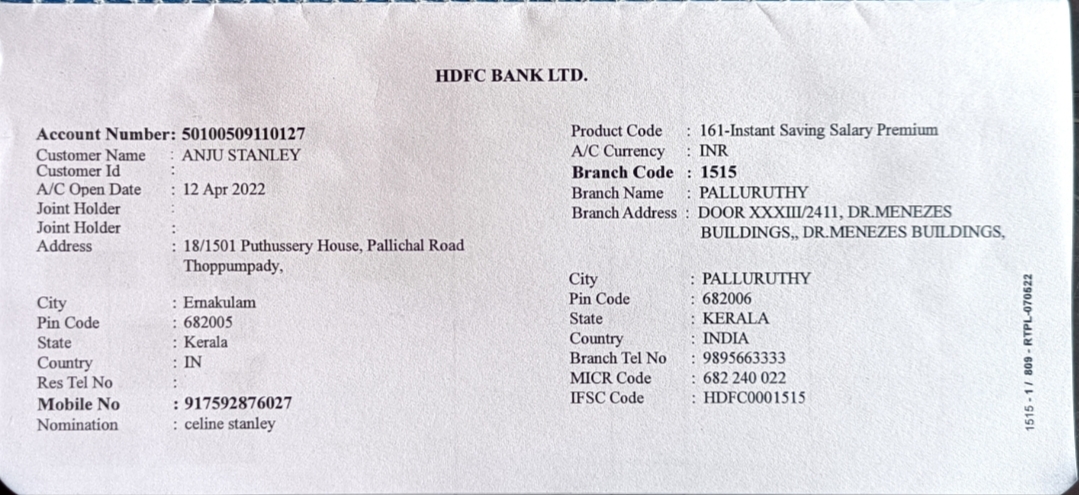 HDFC BANK LTD.
Account Number: 50100509110127
Customer Name : ANJU STANLEY
Customer Id :
A/C Open Date : 12 Apr 2022
Joint Holder :
Joint Holder :
Address : 18/1501 Puthussery House, Pallichal Road
Thoppumpady,
City : Ernakulam
Pin Code : 682005
State : Kerala
Country : IN
Res Tel No :
Mobile No : 917592876027
Nomination : celine stanley
Product Code : 161-Instant Saving Salary Premium
A/C Currency : INR
Branch Code : 1515
Branch Name : PALLURUTHY
Branch Address : DOOR XXXIII/2411, DR.MENEZES
BUILDINGS,, DR.MENEZES BUILDINGS,
City : PALLURUTHY
Pin Code : 682006
State : KERALA
Country : INDIA
Branch Tel No : 9895663333
MICR Code : 682 240 022
IFSC Code : HDFC0001515
1515 - 1 / 809 - RTPL-070522